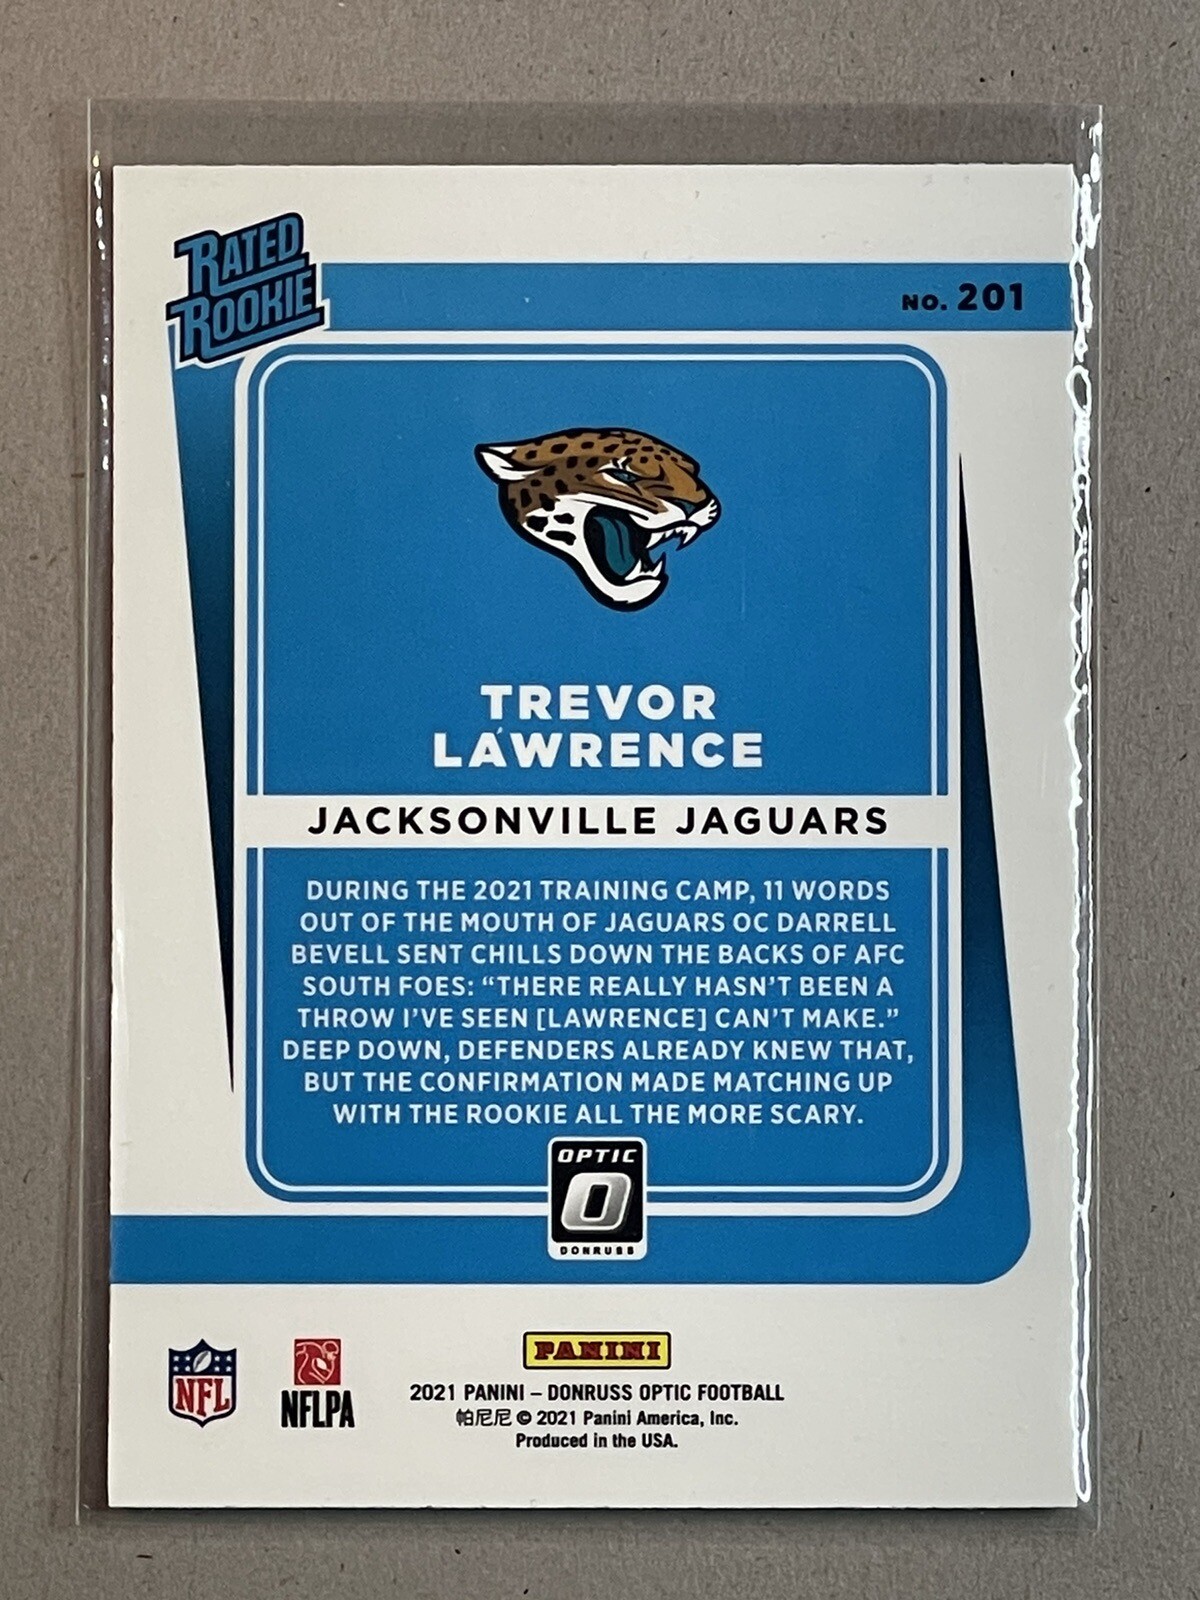 RATED
ROOKIE
NO. 201
TREVOR
LAWRENCE
JACKSONVILLE JAGUARS
DURING THE 2021 TRAINING CAMP, 11 WORDS
OUT OF THE MOUTH OF JAGUARS OC DARRELL
BEVELL SENT CHILLS DOWN THE BACKS OF AFC
SOUTH FOES: “THERE REALLY HASN’T BEEN A
THROW I’VE SEEN [LAWRENCE] CAN’T MAKE.”
DEEP DOWN, DEFENDERS ALREADY KNEW THAT,
BUT THE CONFIRMATION MADE MATCHING UP
WITH THE ROOKIE ALL THE MORE SCARY.
OPTIC
O
DONRUSS
NFL
NFLPA
PANINI
2021 PANINI – DONRUSS OPTIC FOOTBALL
帕尼尼 © 2021 Panini America, Inc.
Produced in the USA.